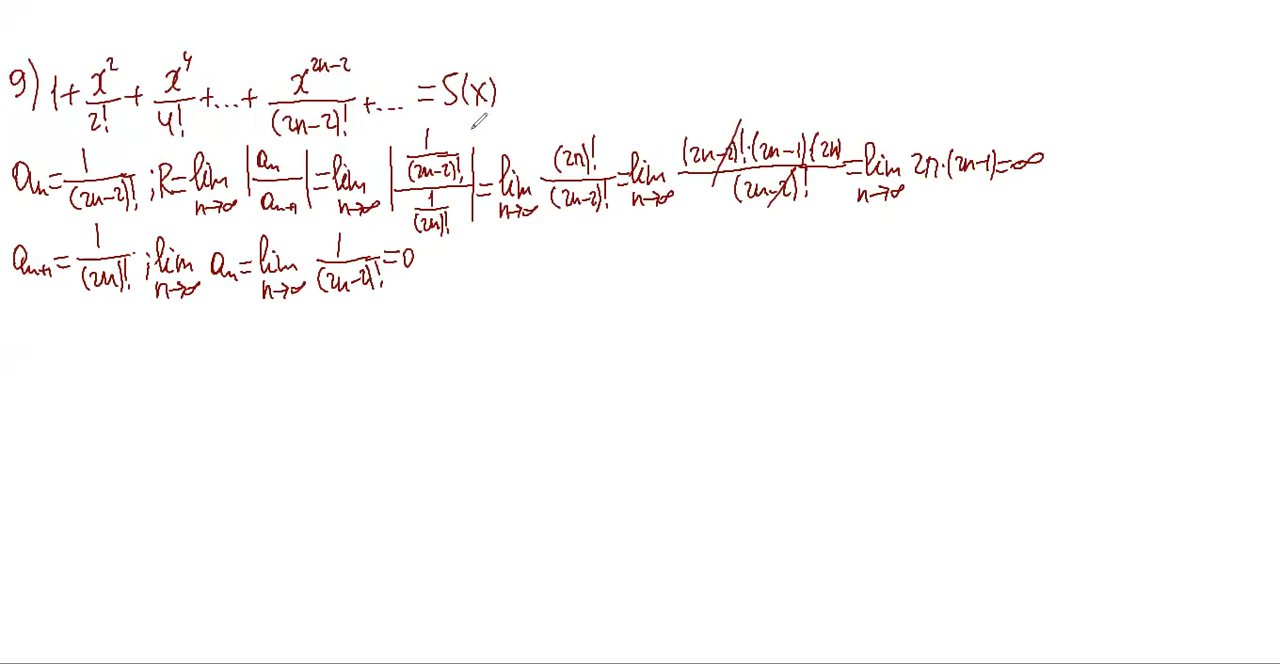 9) 1 + x²/2! + x⁴/4! + ... + x^(2n-2)/(2n-2)! + ... = S(x)
aₙ = 1/(2n-2)! ; R = lim_(n→∞) |aₙ/aₙ₊₁| = lim_(n→∞) |(1/(2n-2)!)/(1/(2n)!)| = lim_(n→∞) (2n)!/(2n-2)! = lim_(n→∞) ((2n-2)!·(2n-1)·(2n))/(2n-2)! = lim_(n→∞) 2n·(2n-1) = ∞
aₙ₊₁ = 1/(2n)! ; lim_(n→∞) aₙ = lim_(n→∞) 1/(2n-2)! = 0